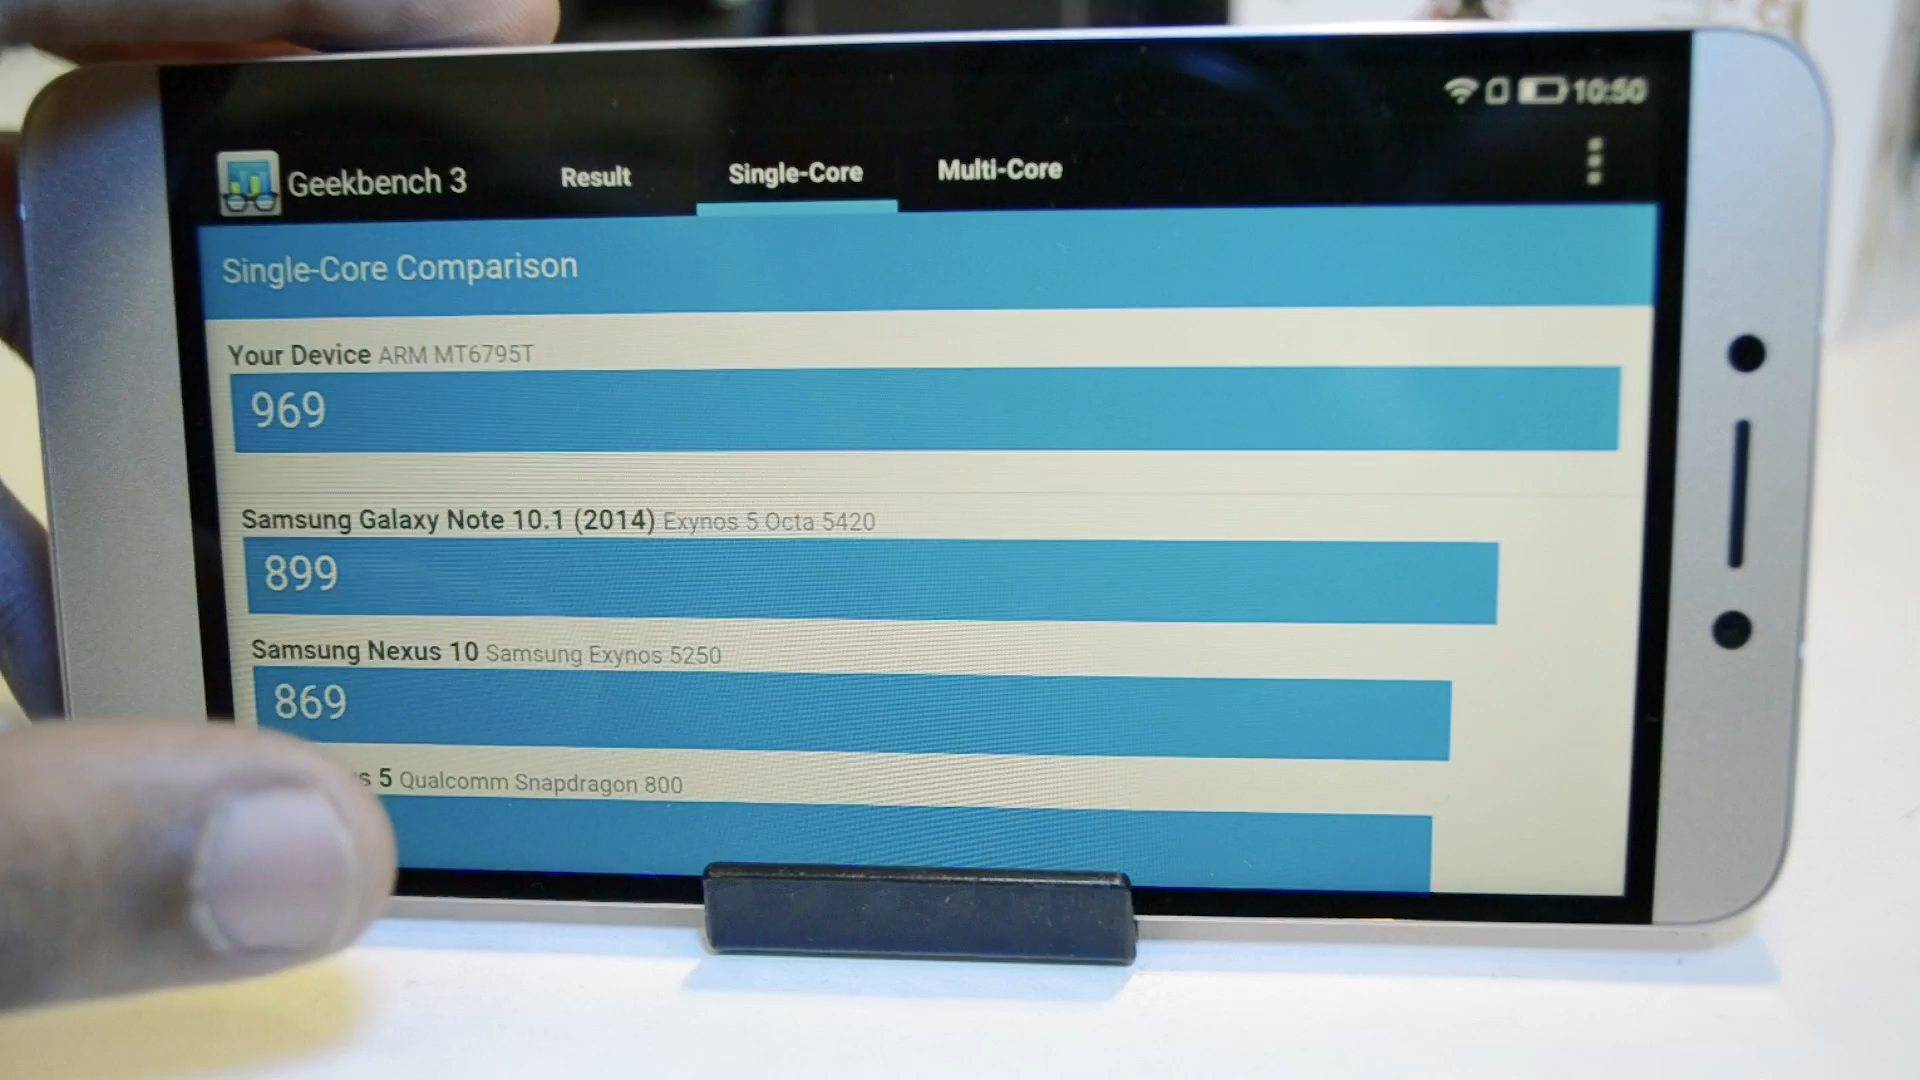 10:50
Geekbench 3 Result Single-Core Multi-Core
Single-Core Comparison
Your Device ARM MT6795T
969
Samsung Galaxy Note 10.1 (2014) Exynos 5 Octa 5420
899
Samsung Nexus 10 Samsung Exynos 5250
869
5 Qualcomm Snapdragon 800